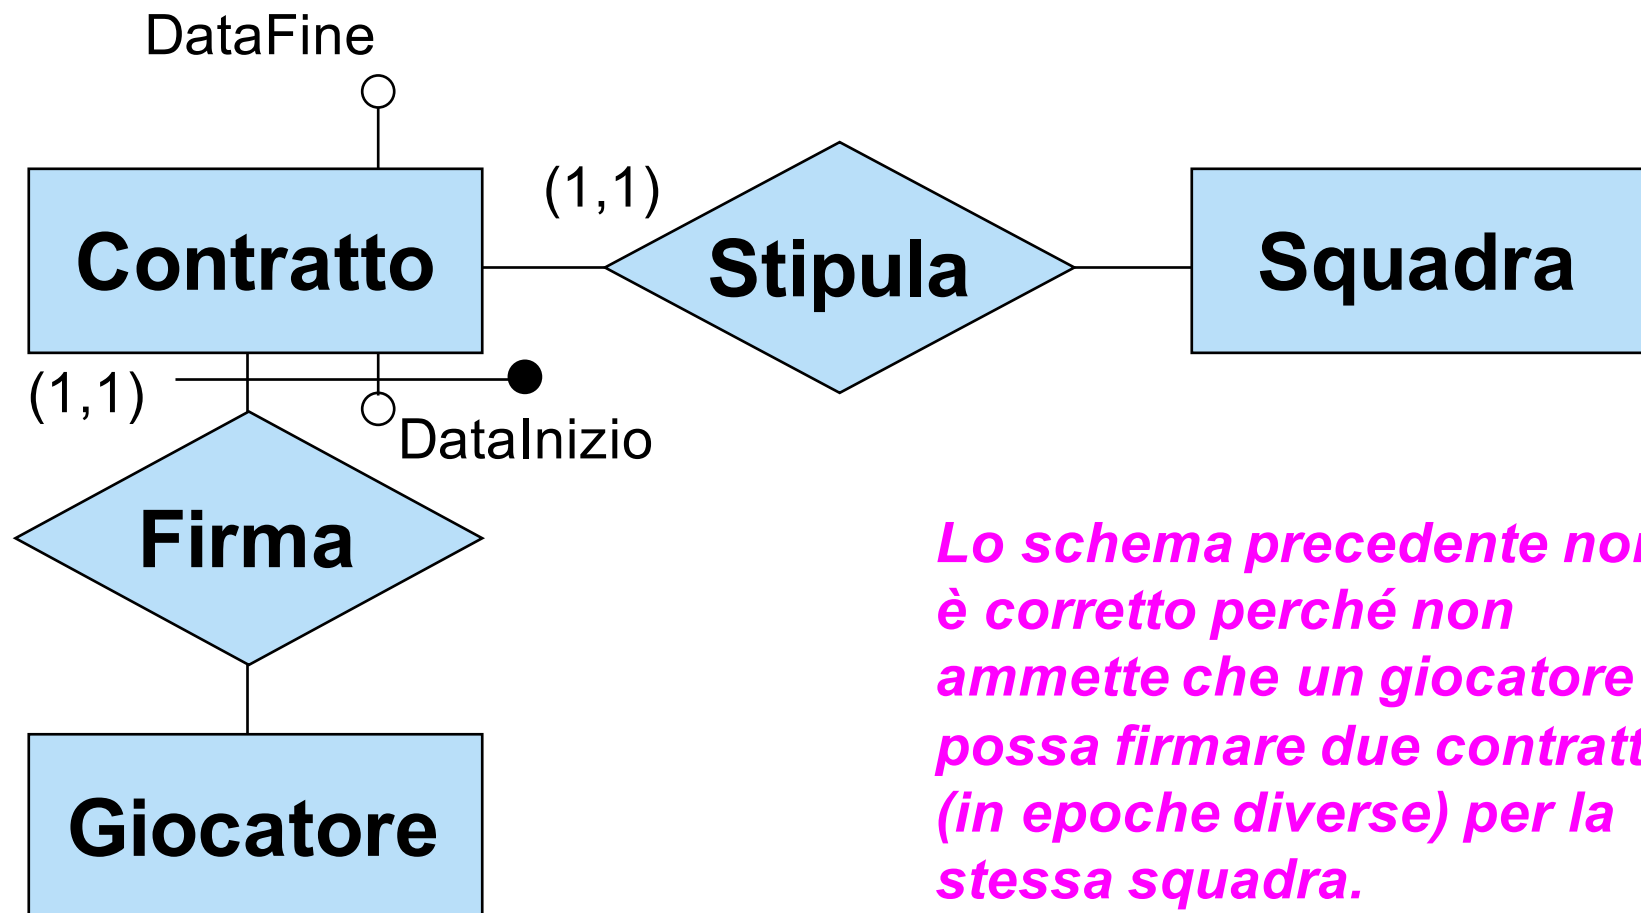 DataFine
(1,1)
Contratto
Stipula
Squadra
(1,1)
DataInizio
Firma
Lo schema precedente non
è corretto perché non
ammette che un giocatore
possa firmare due contratt
(in epoche diverse) per la
stessa squadra.
Giocatore